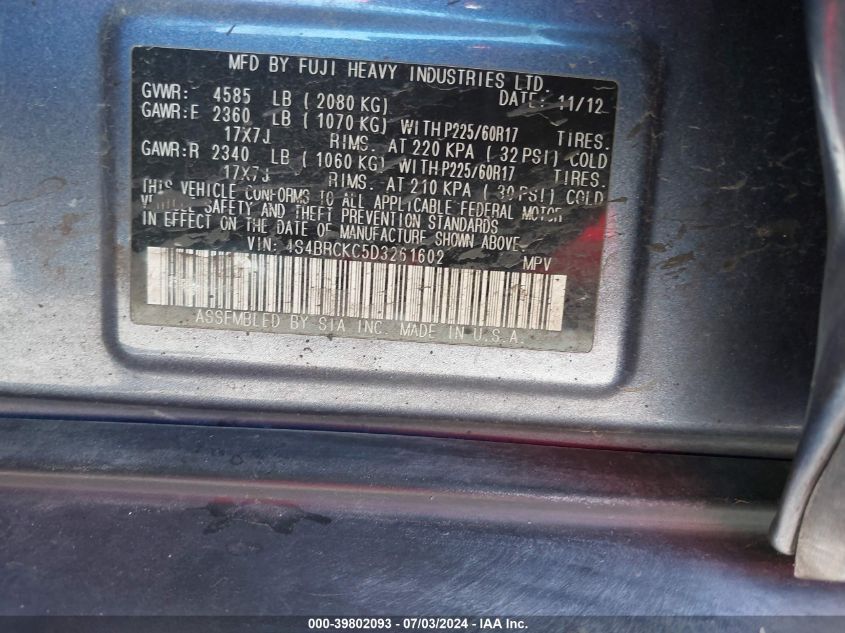 MFD BY FUJI HEAVY INDUSTRIES LTD.
GVWR: 4585 LB ( 2080 KG) DATE: 11/12
GAWR:F 2360 LB ( 1070 KG) WITH P225/60R17 TIRES.
17X7J RIMS. AT 220 KPA ( 32 PSI) COLD
GAWR:R 2340 LB ( 1060 KG) WITH P225/60R17 TIRES.
17X7J RIMS. AT 210 KPA ( 30 PSI) COLD
THIS VEHICLE CONFORMS TO ALL APPLICABLE FEDERAL MOTOR
VEHICLE SAFETY AND THEFT PREVENTION STANDARDS
IN EFFECT ON THE DATE OF MANUFACTURE SHOWN ABOVE.
VIN: 4S4BRCKC5D3261602 MPV
ASSEMBLED BY SIA INC. MADE IN U.S.A.
000-39802093 - 07/03/2024 - IAA Inc.